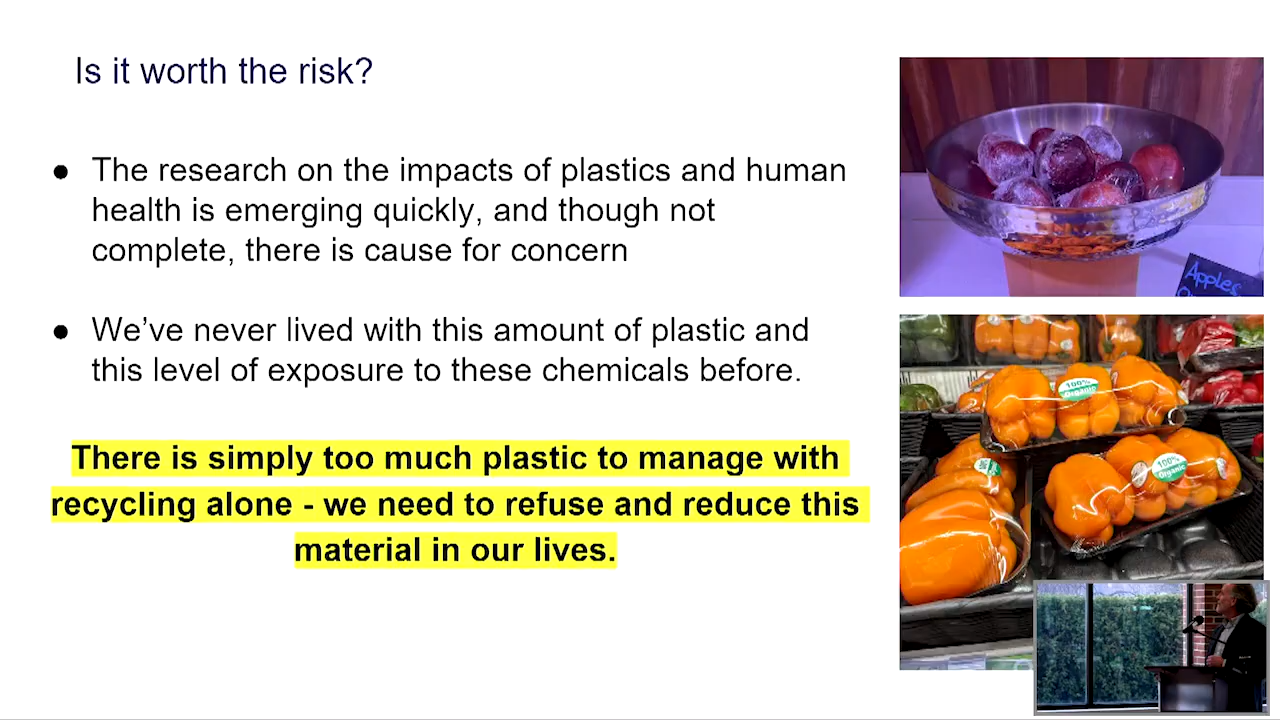 Is it worth the risk?
● The research on the impacts of plastics and human
health is emerging quickly, and though not
complete, there is cause for concern
● We’ve never lived with this amount of plastic and
this level of exposure to these chemicals before.
There is simply too much plastic to manage with
recycling alone - we need to refuse and reduce this
material in our lives.
Apples
100%
Organic
100%
Organic